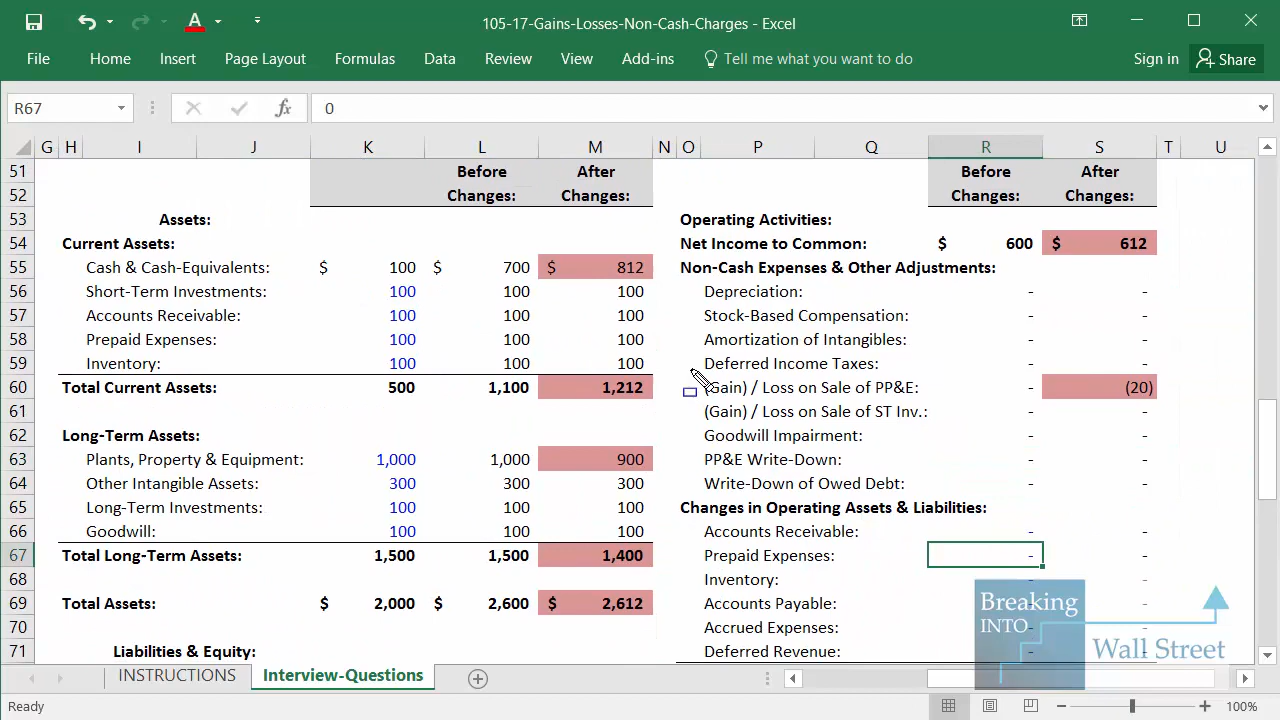 105-17-Gains-Losses-Non-Cash-Charges - Excel
File Home Insert Page Layout Formulas Data Review View Add-ins Tell me what you want to do Sign in Share
R67 fx 0
G H I J K L M N O P Q R S T U
51 Before After Before After
52 Changes: Changes: Changes: Changes:
53 Assets: Operating Activities:
54 Current Assets: Net Income to Common: $ 600 $ 612
55 Cash & Cash-Equivalents: $ 100 $ 700 $ 812 Non-Cash Expenses & Other Adjustments:
56 Short-Term Investments: 100 100 100 Depreciation: - -
57 Accounts Receivable: 100 100 100 Stock-Based Compensation: - -
58 Prepaid Expenses: 100 100 100 Amortization of Intangibles: - -
59 Inventory: 100 100 100 Deferred Income Taxes: - -
60 Total Current Assets: 500 1,100 1,212 (Gain) / Loss on Sale of PP&E: - (20)
61 (Gain) / Loss on Sale of ST Inv.: - -
62 Long-Term Assets: Goodwill Impairment: - -
63 Plants, Property & Equipment: 1,000 1,000 900 PP&E Write-Down: - -
64 Other Intangible Assets: 300 300 300 Write-Down of Owed Debt: - -
65 Long-Term Investments: 100 100 100 Changes in Operating Assets & Liabilities:
66 Goodwill: 100 100 100 Accounts Receivable: - -
67 Total Long-Term Assets: 1,500 1,500 1,400 Prepaid Expenses: - -
68 Inventory: - -
69 Total Assets: $ 2,000 $ 2,600 $ 2,612 Accounts Payable: - -
70 Accrued Expenses: - -
71 Liabilities & Equity: Deferred Revenue: - -
Breaking
INTO
Wall Street
INSTRUCTIONS Interview-Questions
Ready 100%